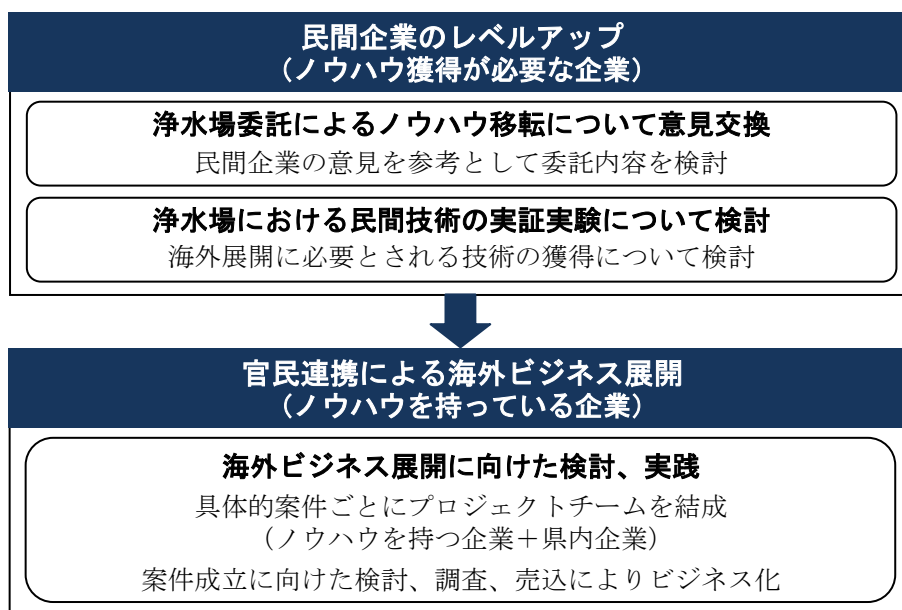 民間企業のレベルアップ
（ノウハウ獲得が必要な企業）
浄水場委託によるノウハウ移転について意見交換
民間企業の意見を参考として委託内容を検討
浄水場における民間技術の実証実験について検討
海外展開に必要とされる技術の獲得について検討
官民連携による海外ビジネス展開
（ノウハウを持っている企業）
海外ビジネス展開に向けた検討、実践
具体的案件ごとにプロジェクトチームを結成
（ノウハウを持つ企業＋県内企業）
案件成立に向けた検討、調査、売込によりビジネス化